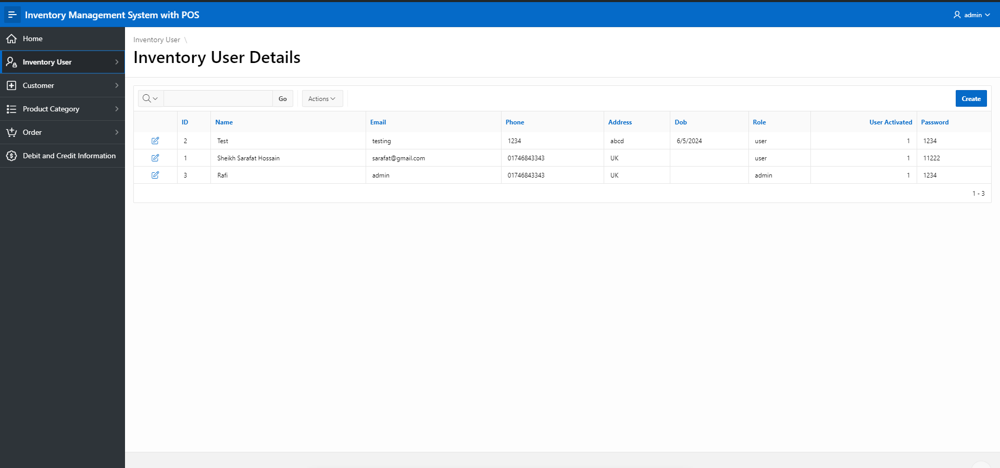 Inventory Management System with POS
admin
Home
Inventory User
Customer
Product Category
Order
Debit and Credit Information
Inventory User \
Inventory User Details
Go Actions Create
ID Name Email Phone Address Dob Role User Activated Password
2 Test testing 1234 abcd 6/5/2024 user 1 1234
1 Sheikh Sarafat Hossain sarafat@gmail.com 01746843343 UK user 1 11222
3 Rafi admin 01746843343 UK admin 1 1234
1 - 3